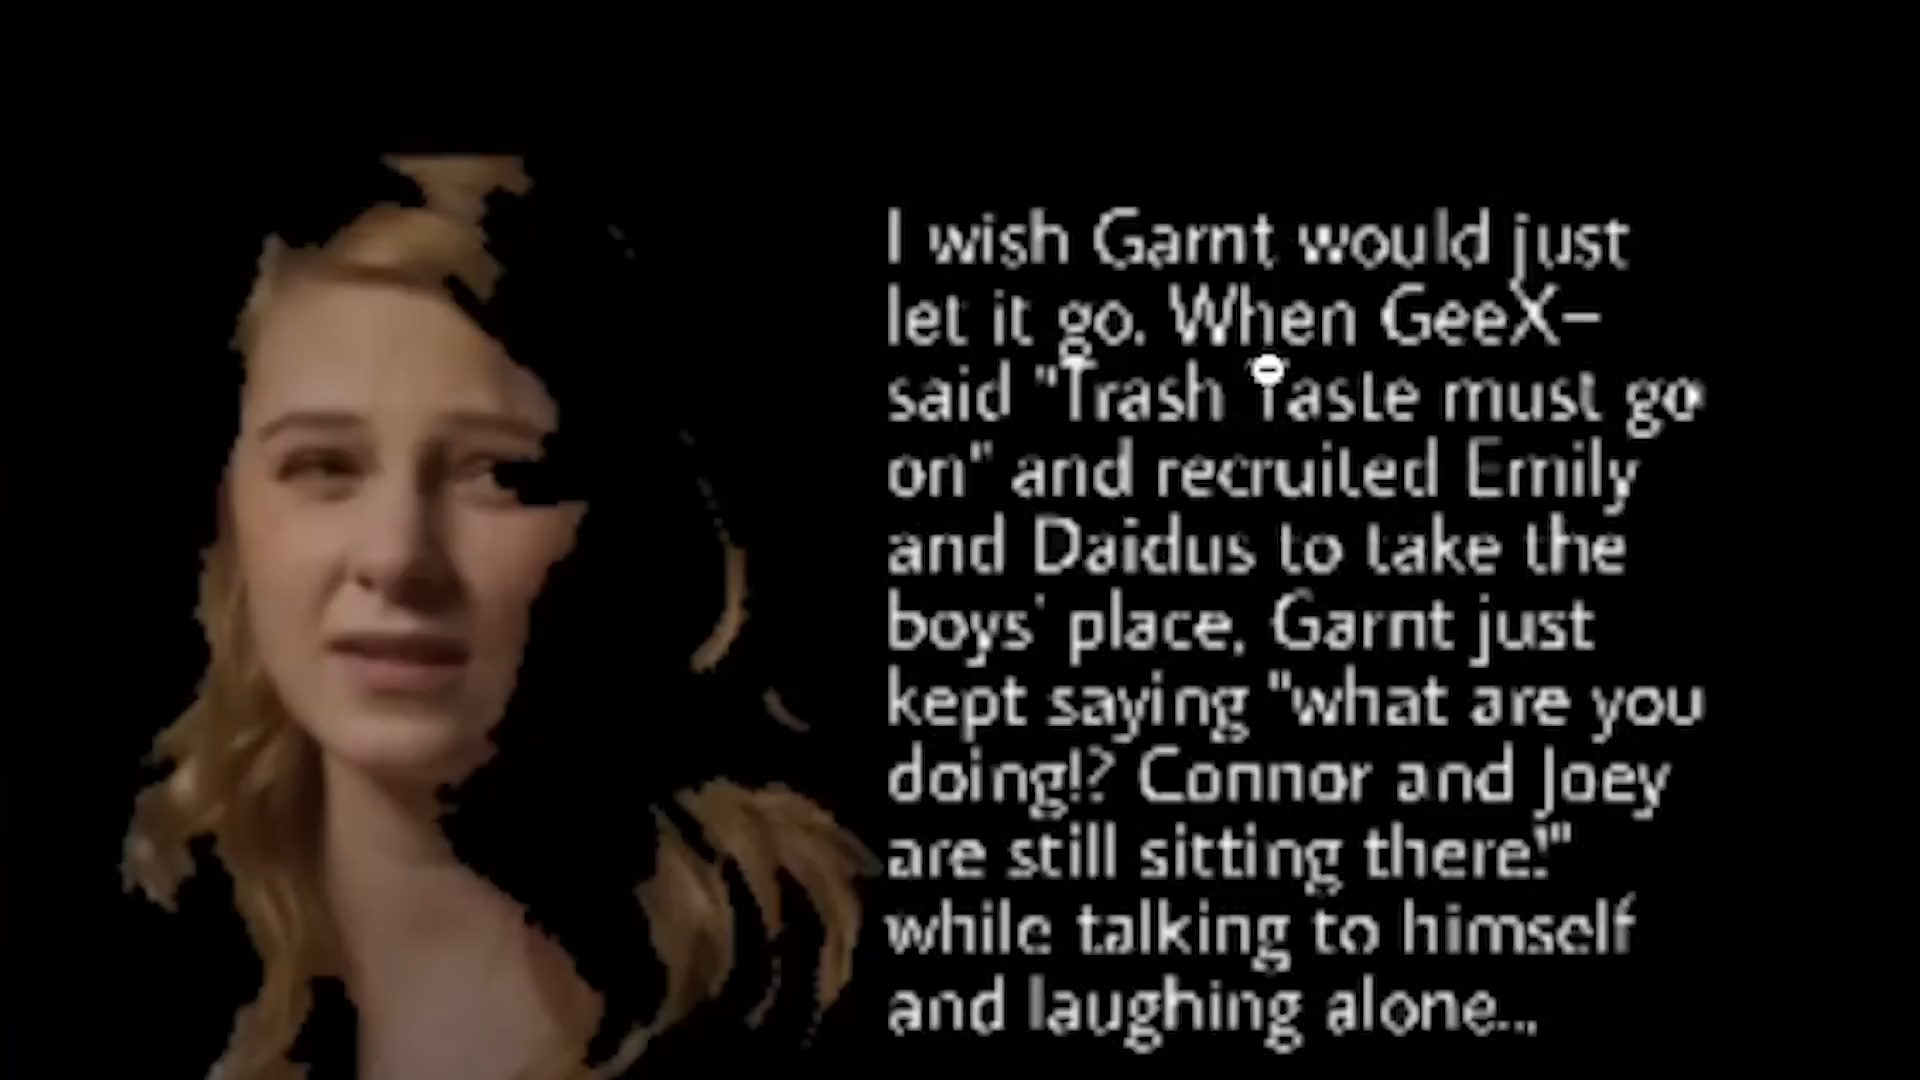 I wish Garnt would just
let it go. When GeeX-
said "Trash Taste must go
on" and recruited Emily
and Daidus to take the
boys' place, Garnt just
kept saying "what are you
doing!? Connor and Joey
are still sitting there!"
while talking to himself
and laughing alone...